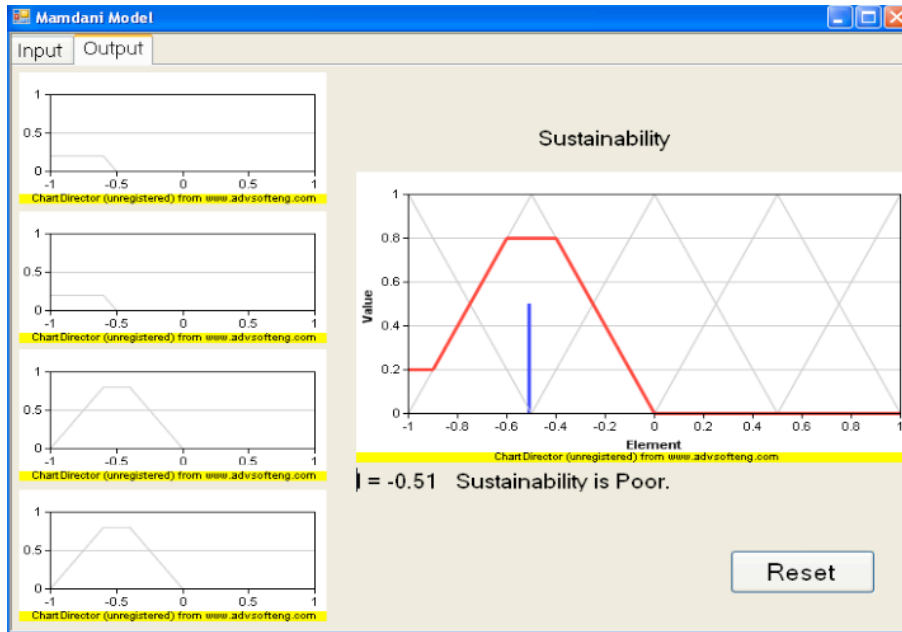 Mamdani Model
Input Output
1
0.5
0
-1 -0.5 0 0.5 1
ChartDirector (unregistered) from www.advsofteng.com
1
0.5
0
-1 -0.5 0 0.5 1
ChartDirector (unregistered) from www.advsofteng.com
1
0.5
0
-1 -0.5 0 0.5 1
ChartDirector (unregistered) from www.advsofteng.com
1
0.5
0
-1 -0.5 0 0.5 1
ChartDirector (unregistered) from www.advsofteng.com
Sustainability
1
0.8
0.6
0.4
0.2
0
Value
-1 -0.8 -0.6 -0.4 -0.2 0 0.2 0.4 0.6 0.8 1
Element
ChartDirector (unregistered) from www.advsofteng.com
I = -0.51 Sustainability is Poor.
Reset